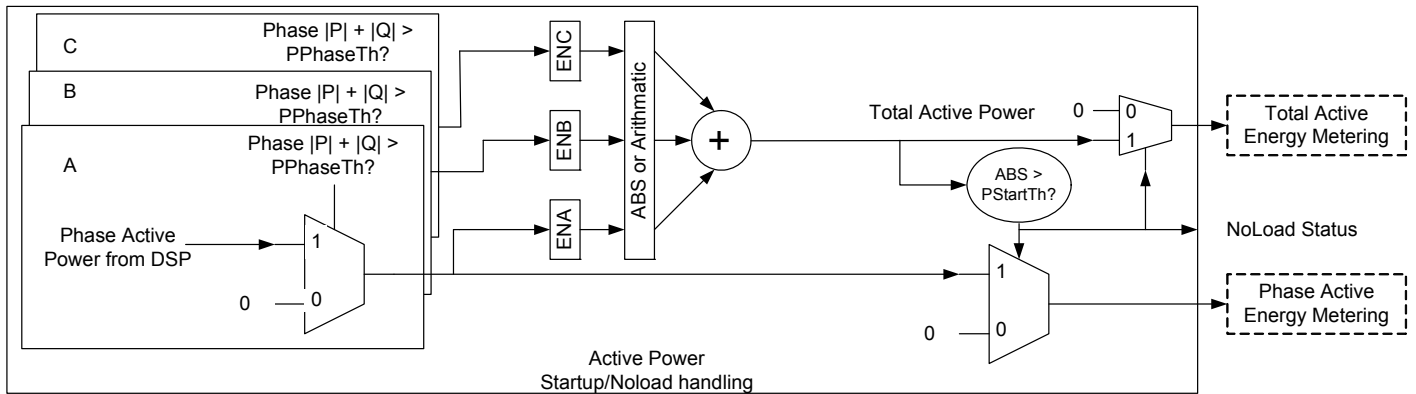 C
Phase |P| + |Q| >
PPhaseTh?
B
Phase |P| + |Q| >
PPhaseTh?
A
Phase |P| + |Q| >
PPhaseTh?
Phase Active
Power from DSP
1
0
0
ENC
ENB
ENA
ABS or Arithmatic
+
Total Active Power
ABS >
PStartTh?
0
0
1
Total Active
Energy Metering
NoLoad Status
1
0
0
Phase Active
Energy Metering
Active Power
Startup/Noload handling